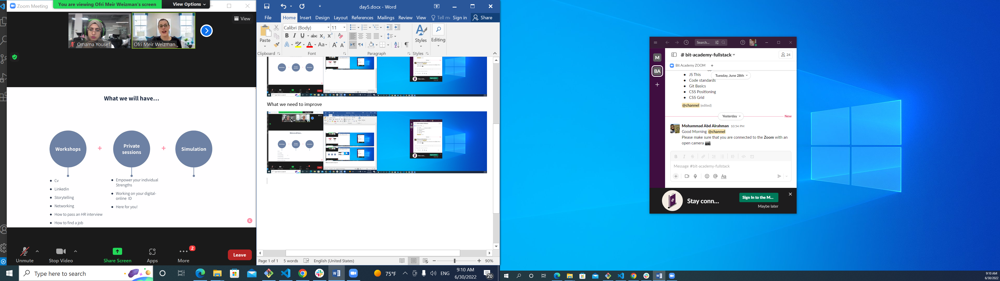 Zoom Meeting
You are viewing Ofri Meir Weizman's screen
View Options
View
Omama Yousef
Ofri Meir Weizman
What we will have...
Workshops
+
Private
sessions
+
Simulation
Cv
Linkedin
Storytelling
Networking
How to pass an HR interview
How to find a job
Empower your individual
Strengths
Working on your digital-
online ID
Here for you!
Unmute
Stop Video
Share Screen
Apps
More
2
Leave
day5.docx - Word
File
Home
Insert
Design
Layout
References
Mailings
Review
View
Tell me
Sign in
Share
Paste
Calibri (Body)
11
Styles
Editing
Clipboard
Font
Paragraph
Styles
What we need to improve
Page 1 of 1
5 words
English (United States)
90%
Type here to search
75°F
ENG
9:10 AM
6/30/2022
20
Search...
M
BA
# bit-academy-fullstack
24
Bit Academy ZOOM
Tuesday, June 28th
JS This
Code standards
Git Basics
CSS Positioning
CSS Grid
@channel (edited)
Yesterday
New
Mohammad Abd Alrahman 10:54 PM
Good Morning @channel
Please make sure that you are connected to the Zoom with an
open camera
Message #bit-academy-fullstack
Stay conn...
Sign In to the M...
Maybe later
9:10 AM
6/30/2022